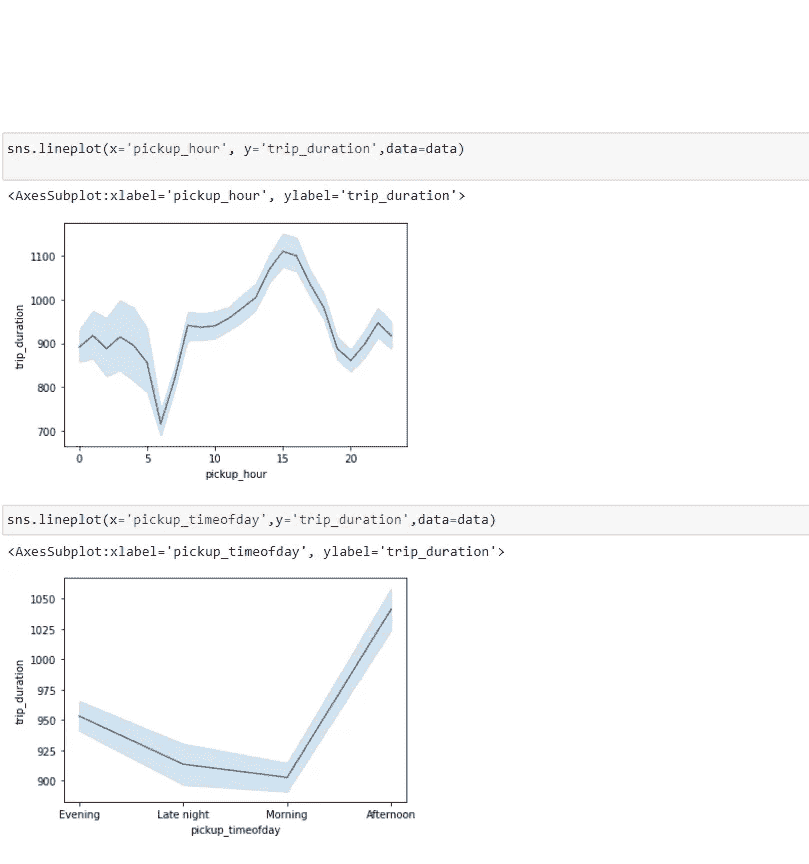 sns.lineplot(x='pickup_hour', y='trip_duration',data=data)
<AxesSubplot:xlabel='pickup_hour', ylabel='trip_duration'>
1100
1000
900
800
700
trip_duration
0 5 10 15 20
pickup_hour
sns.lineplot(x='pickup_timeofday',y='trip_duration',data=data)
<AxesSubplot:xlabel='pickup_timeofday', ylabel='trip_duration'>
1050
1025
1000
975
950
925
900
trip_duration
Evening Late night Morning Afternoon
pickup_timeofday